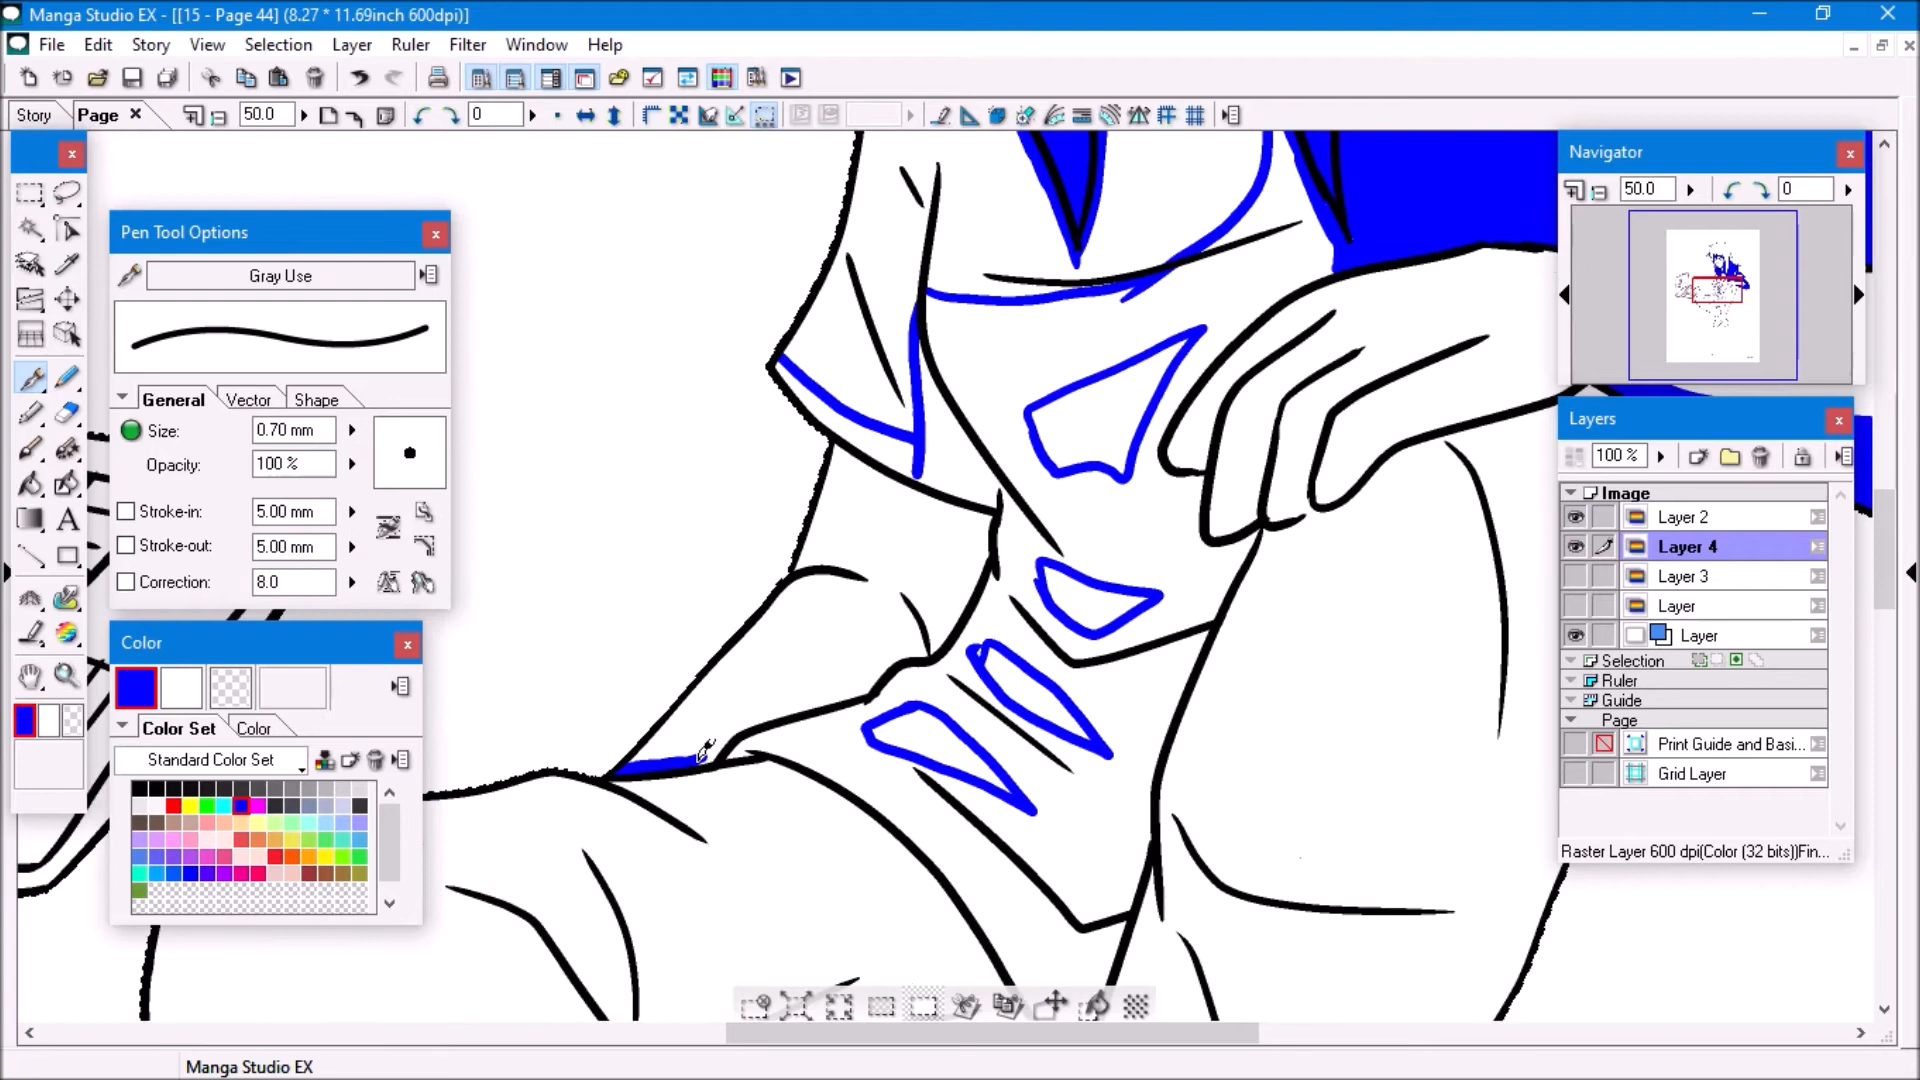 Manga Studio EX - [[15 - Page 44] (8.27 * 11.69inch 600dpi)]
File Edit Story View Selection Layer Ruler Filter Window Help
Story Page 50.0 0
Pen Tool Options
Gray Use
General Vector Shape
Size: 0.70 mm
Opacity: 100 %
Stroke-in: 5.00 mm
Stroke-out: 5.00 mm
Correction: 8.0
Color
Color Set Color
Standard Color Set
A
Navigator
50.0 0
Layers
100 %
Image
Layer 2
Layer 4
Layer 3
Layer
Layer
Selection
Ruler
Guide
Page
Print Guide and Basi...
Grid Layer
Raster Layer 600 dpi(Color (32 bits))Fin...
Manga Studio EX